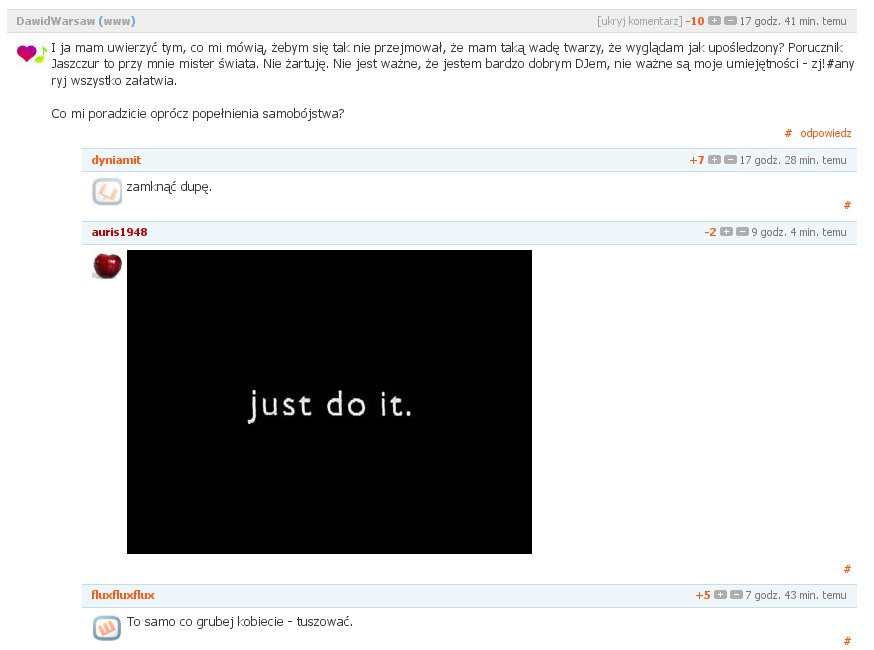 DawidWarsaw (www) [ukryj komentarz] -10 + − 17 godz. 41 min. temu
I ja mam uwierzyć tym, co mi mówią, żebym się tak nie przejmował, że mam taką wadę twarzy, że wyglądam jak upośledzony? Porucznik
Jaszczur to przy mnie mister świata. Nie żartuję. Nie jest ważne, że jestem bardzo dobrym DJem, nie ważne są moje umiejętności - zj!#any
ryj wszystko załatwia.
Co mi poradzicie oprócz popełnienia samobójstwa?
# odpowiedz
dyniamit +7 + − 17 godz. 28 min. temu
zamknąć dupę.
#
auris1948 -2 + − 9 godz. 4 min. temu
just do it.
#
fluxfluxflux +5 + − 7 godz. 43 min. temu
To samo co grubej kobiecie - tuszować.
#